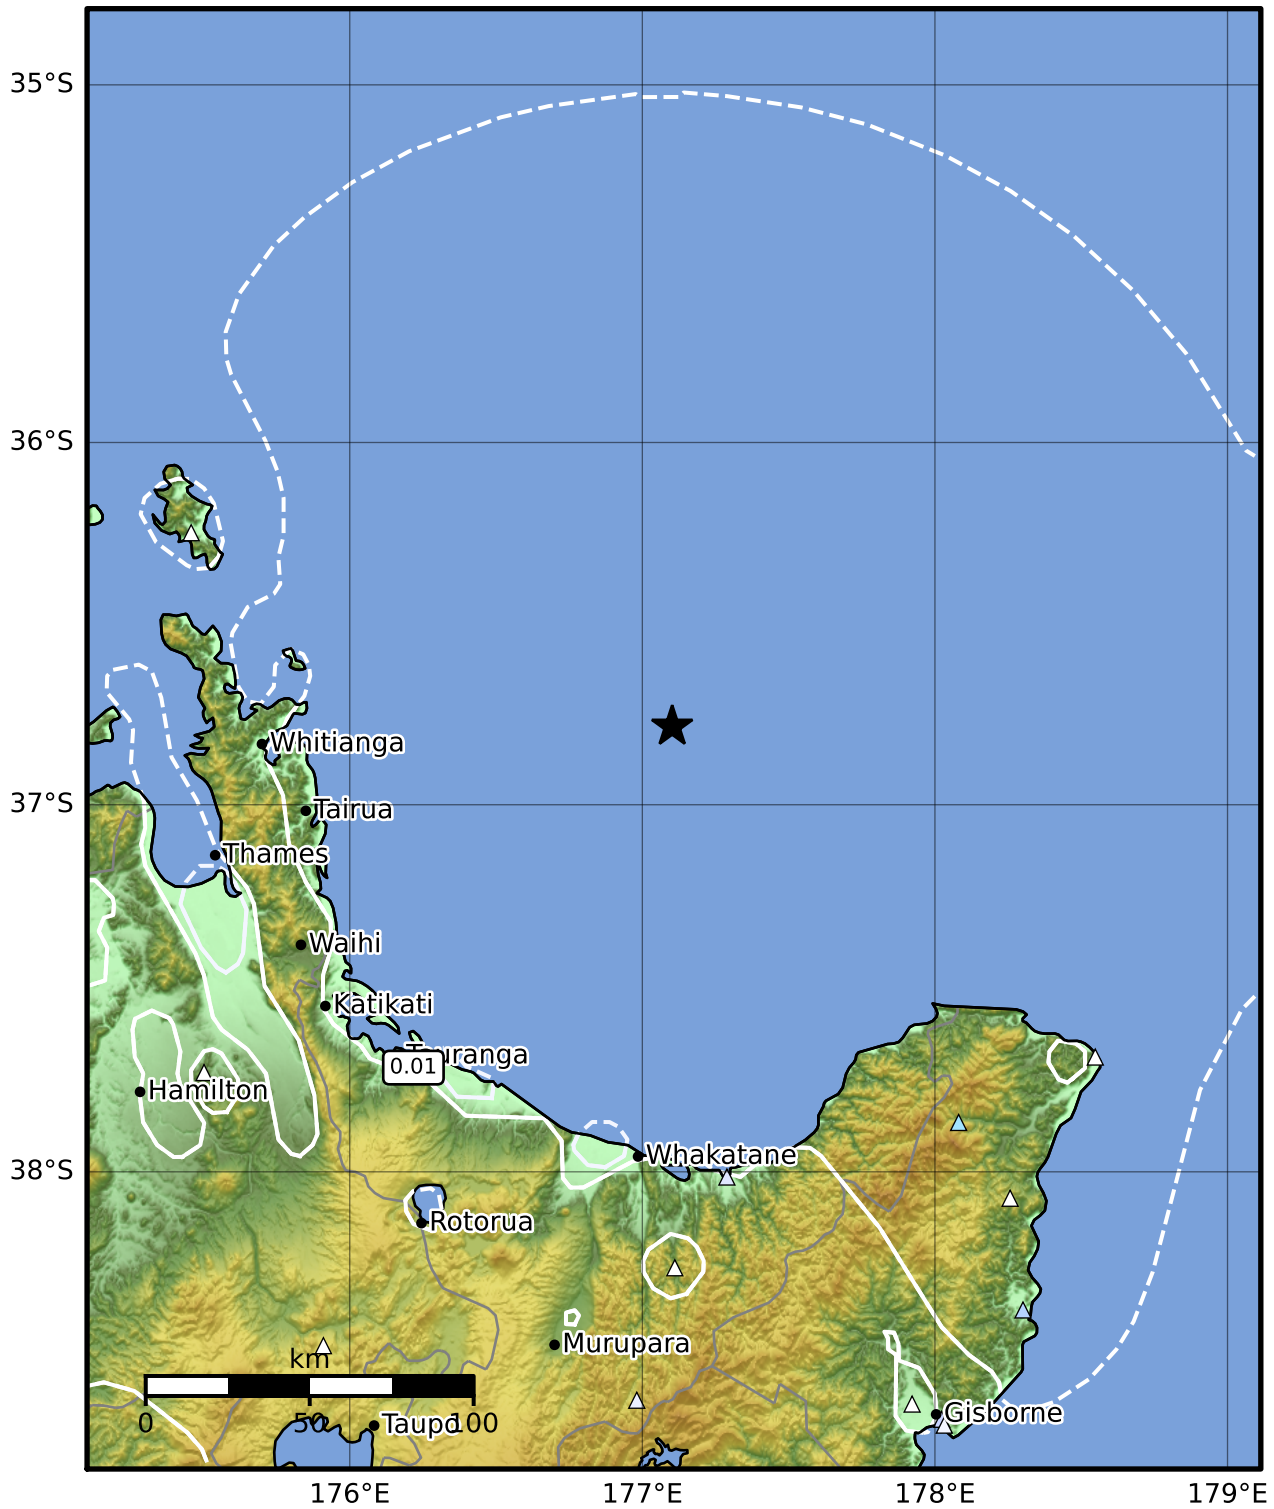 35°S
36°S
Whitianga
37°S
Tairua
Thames
Waihi
Katikati
Tauranga
0.01
Hamilton
38°S
Whakatane
Rotorua
Murupara
km
0 50 100
Taupo
Gisborne
176°E 177°E 178°E 179°E